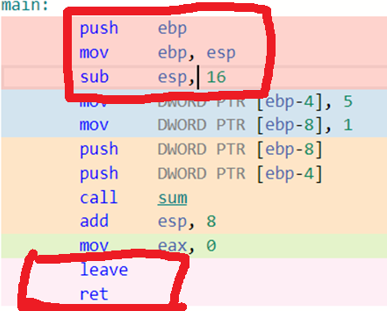 main:
push ebp
mov ebp, esp
sub esp, 16
mov DWORD PTR [ebp-4], 5
mov DWORD PTR [ebp-8], 1
push DWORD PTR [ebp-8]
push DWORD PTR [ebp-4]
call sum
add esp, 8
mov eax, 0
leave
ret